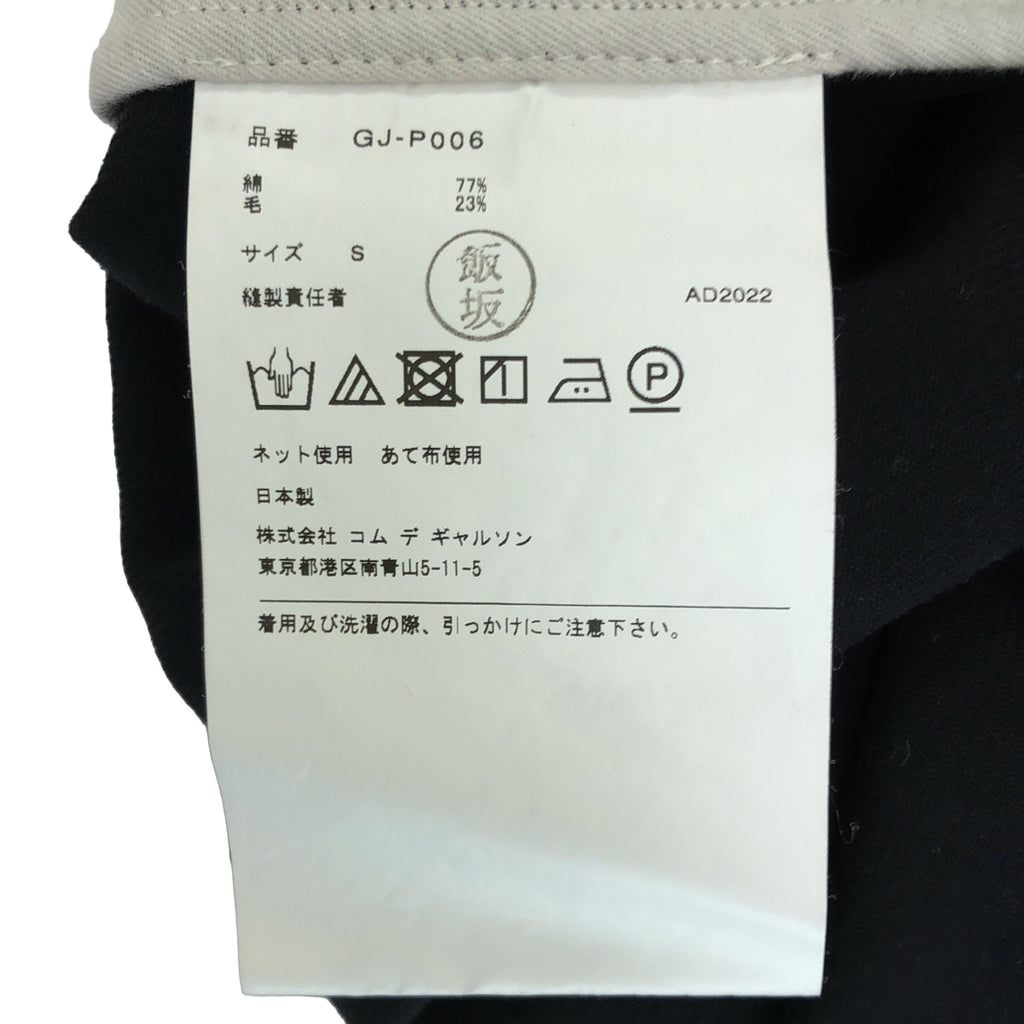 品番 GJ-P006
綿 77%
毛 23%
サイズ S
縫製責任者 飯坂 AD2022
P
ネット使用 あて布使用
日本製
株式会社 コム デ ギャルソン
東京都港区南青山5-11-5
着用及び洗濯の際、引っかけにご注意下さい。